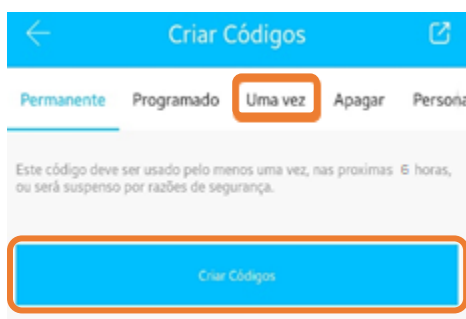 Criar Códigos
Permanente Programado Uma vez Apagar Persona
Este código deve ser usado pelo menos uma vez, nas proximas 6 horas,
ou será suspenso por razões de segurança.
Criar Códigos